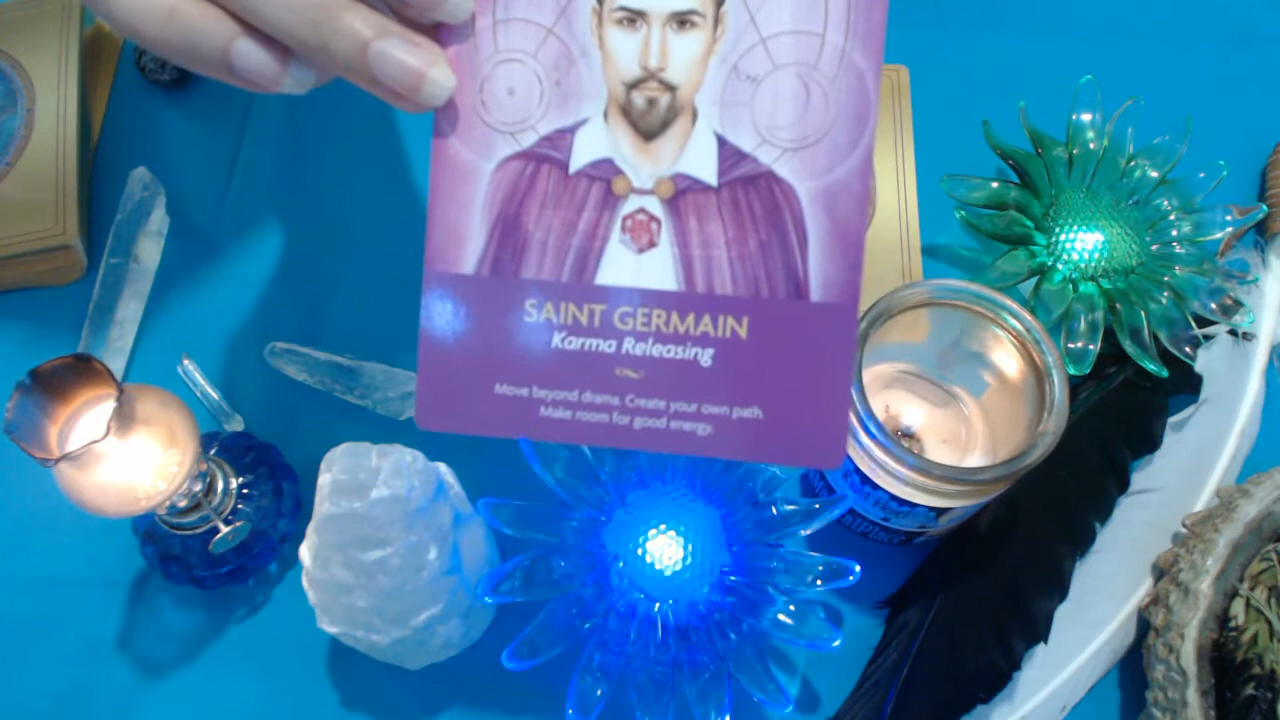 SAINT GERMAIN
Karma Releasing
Move beyond drama. Create your own path.
Make room for good energy.